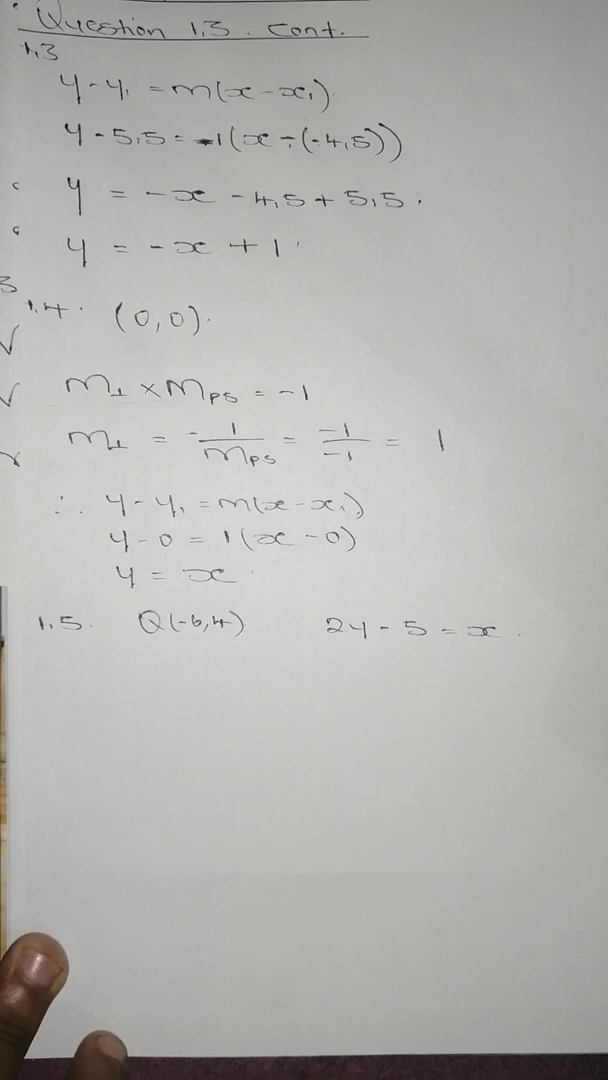 Question 1.3. cont.
1.3
y - y₁ = m(x - x₁)
y - 5,5 = -1(x - (-4,5))
y = -x - 4,5 + 5,5.
y = -x + 1
1.4. (0,0).
m⊥ × mPS = -1
m⊥ = -1/mPS = -1/-1 = 1
∴ y - y₁ = m(x - x₁)
y - 0 = 1(x - 0)
y = x
1.5. Q(-6,4) 2y - 5 = x.